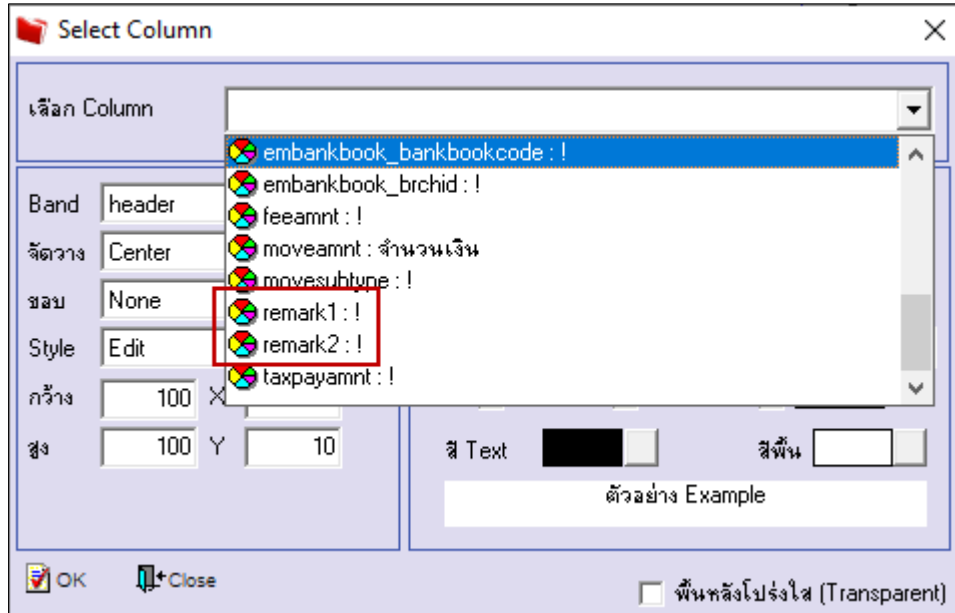 Select Column
เลือก Column
embankbook_bankbookcode : !
embankbook_brchid : !
feeamnt : !
moveamnt : จำนวนเงิน
movesubtype : !
remark1 : !
remark2 : !
taxpayamnt : !
Band header
จัดวาง Center
ขอบ None
Style Edit
กว้าง 100 X
สูง 100 Y 10
สี Text
สีพื้น
ตัวอย่าง Example
OK
Close
พื้นหลังโปร่งใส (Transparent)